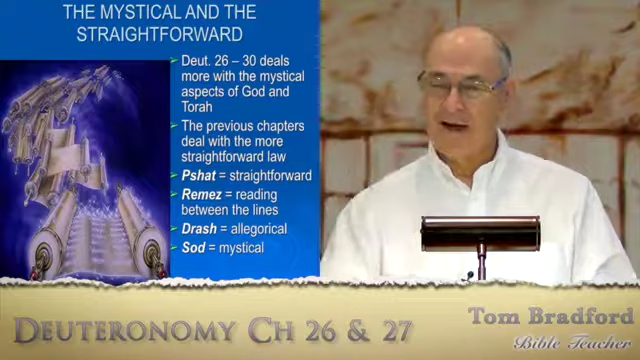 THE MYSTICAL AND THE
STRAIGHTFORWARD
Deut. 26 – 30 deals
more with the mystical
aspects of God and
Torah
The previous chapters
deal with the more
straightforward law
Pshat = straightforward
Remez = reading
between the lines
Drash = allegorical
Sod = mystical
Tom Bradford
DEUTERONOMY CH 26 & 27
Bible Teacher